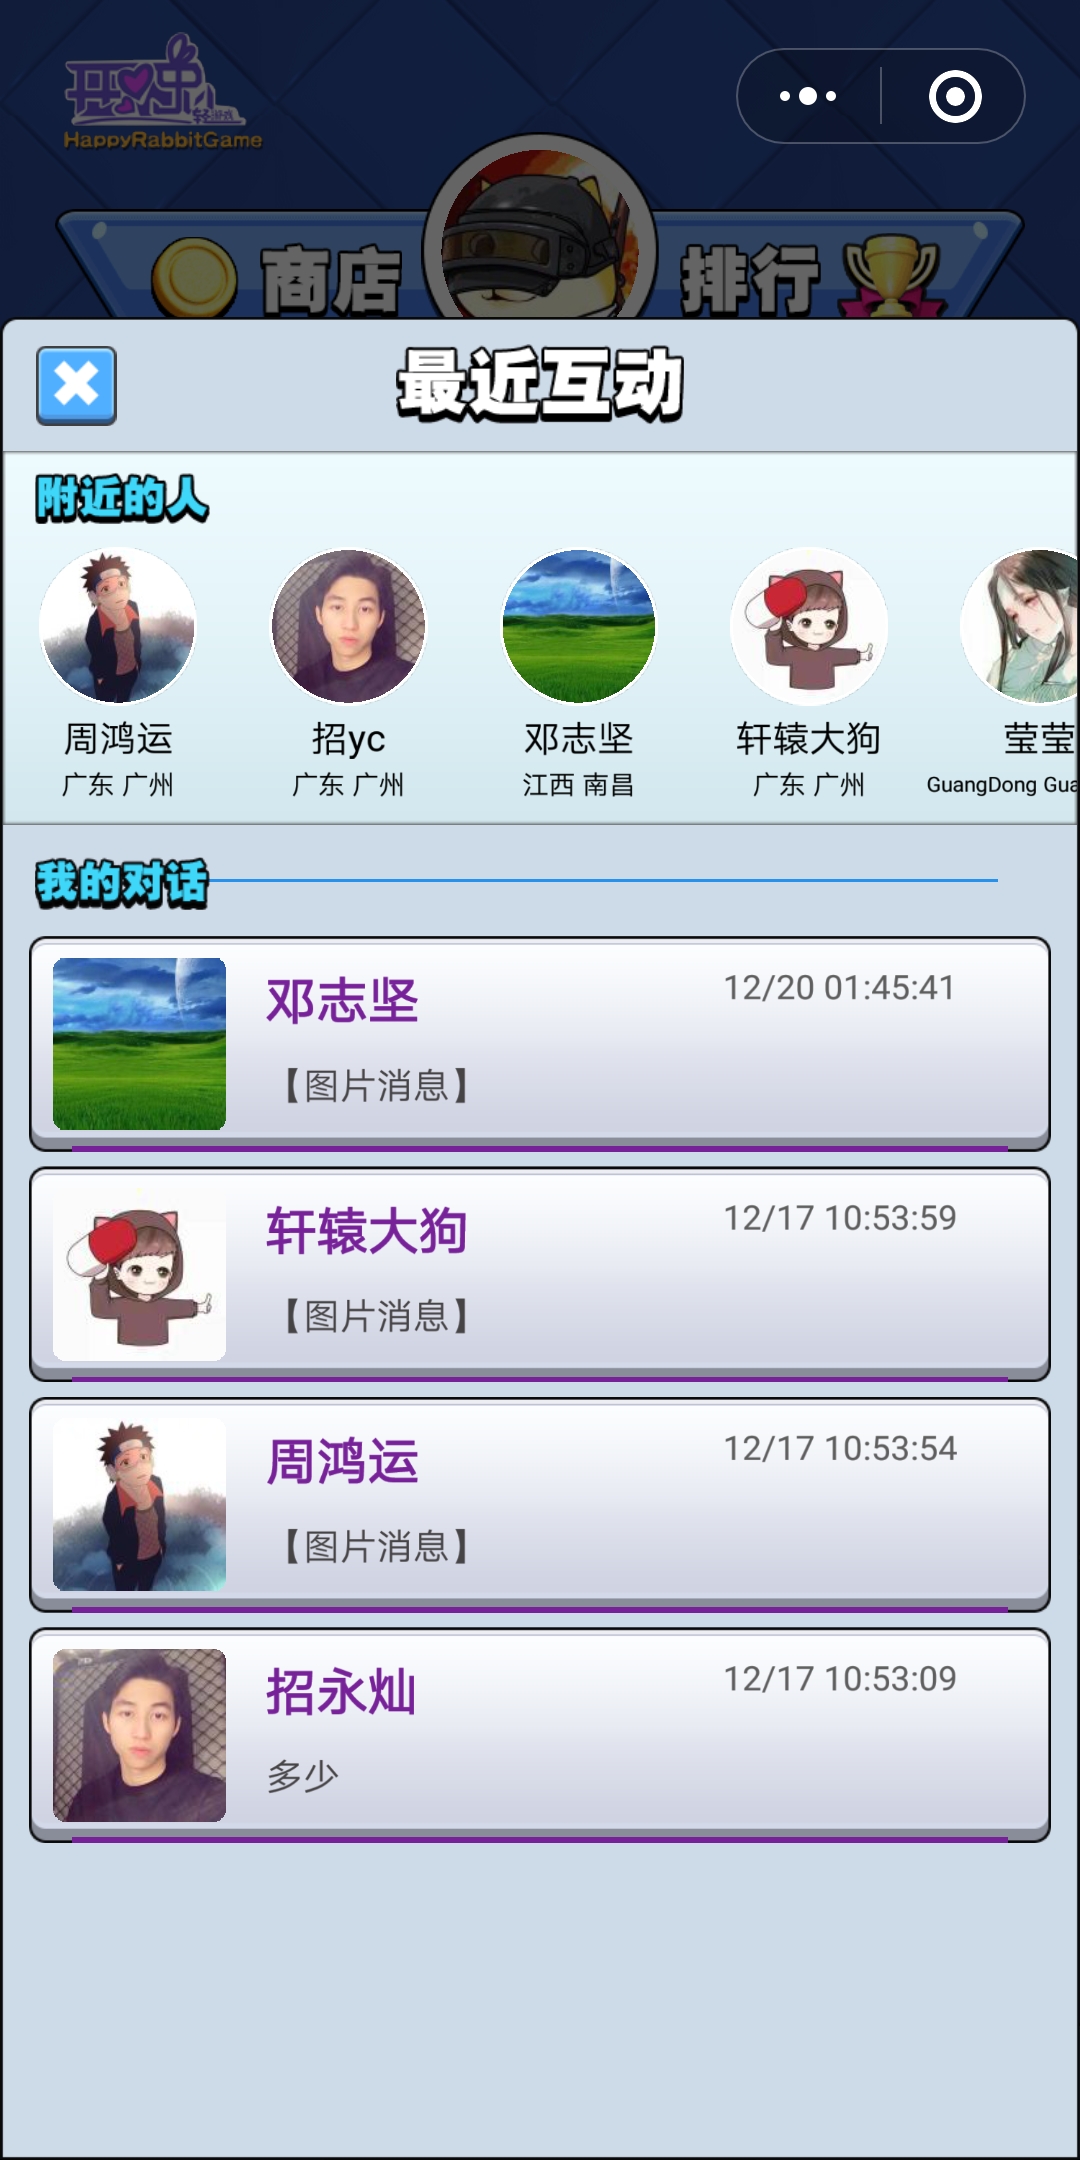 开心乐
轻游戏
HappyRabbitGame
商店
排行
最近互动
附近的人
周鸿运
广东 广州
招yc
广东 广州
邓志坚
江西 南昌
轩辕大狗
广东 广州
莹莹
GuangDong Gua
我的对话
邓志坚
12/20 01:45:41
【图片消息】
轩辕大狗
12/17 10:53:59
【图片消息】
周鸿运
12/17 10:53:54
【图片消息】
招永灿
12/17 10:53:09
多少